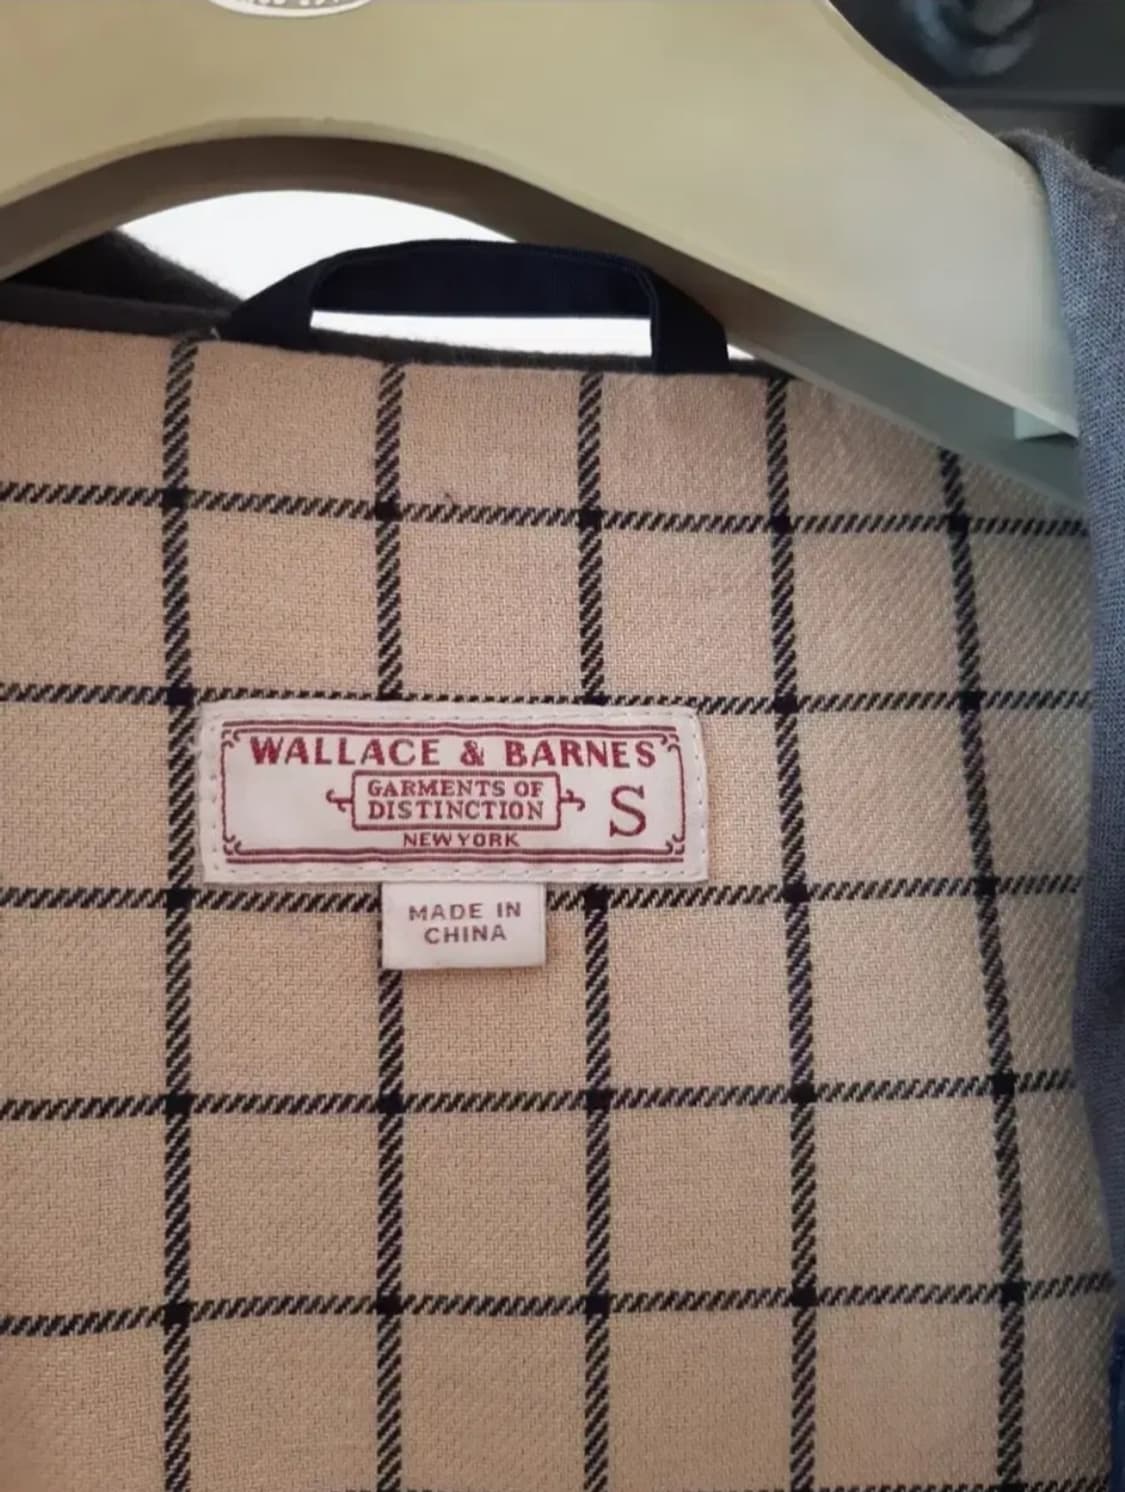 WALLACE & BARNES
GARMENTS OF
DISTINCTION
S
NEW YORK
MADE IN
CHINA